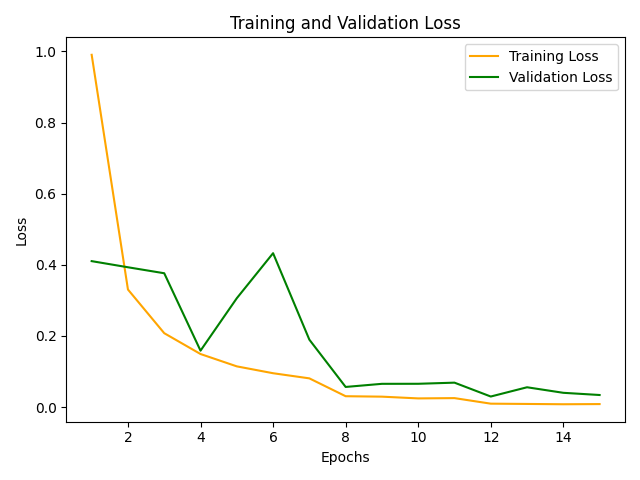 Training and Validation Loss
Training Loss
Validation Loss
1.0
0.8
0.6
0.4
0.2
0.0
Loss
2 4 6 8 10 12 14
Epochs